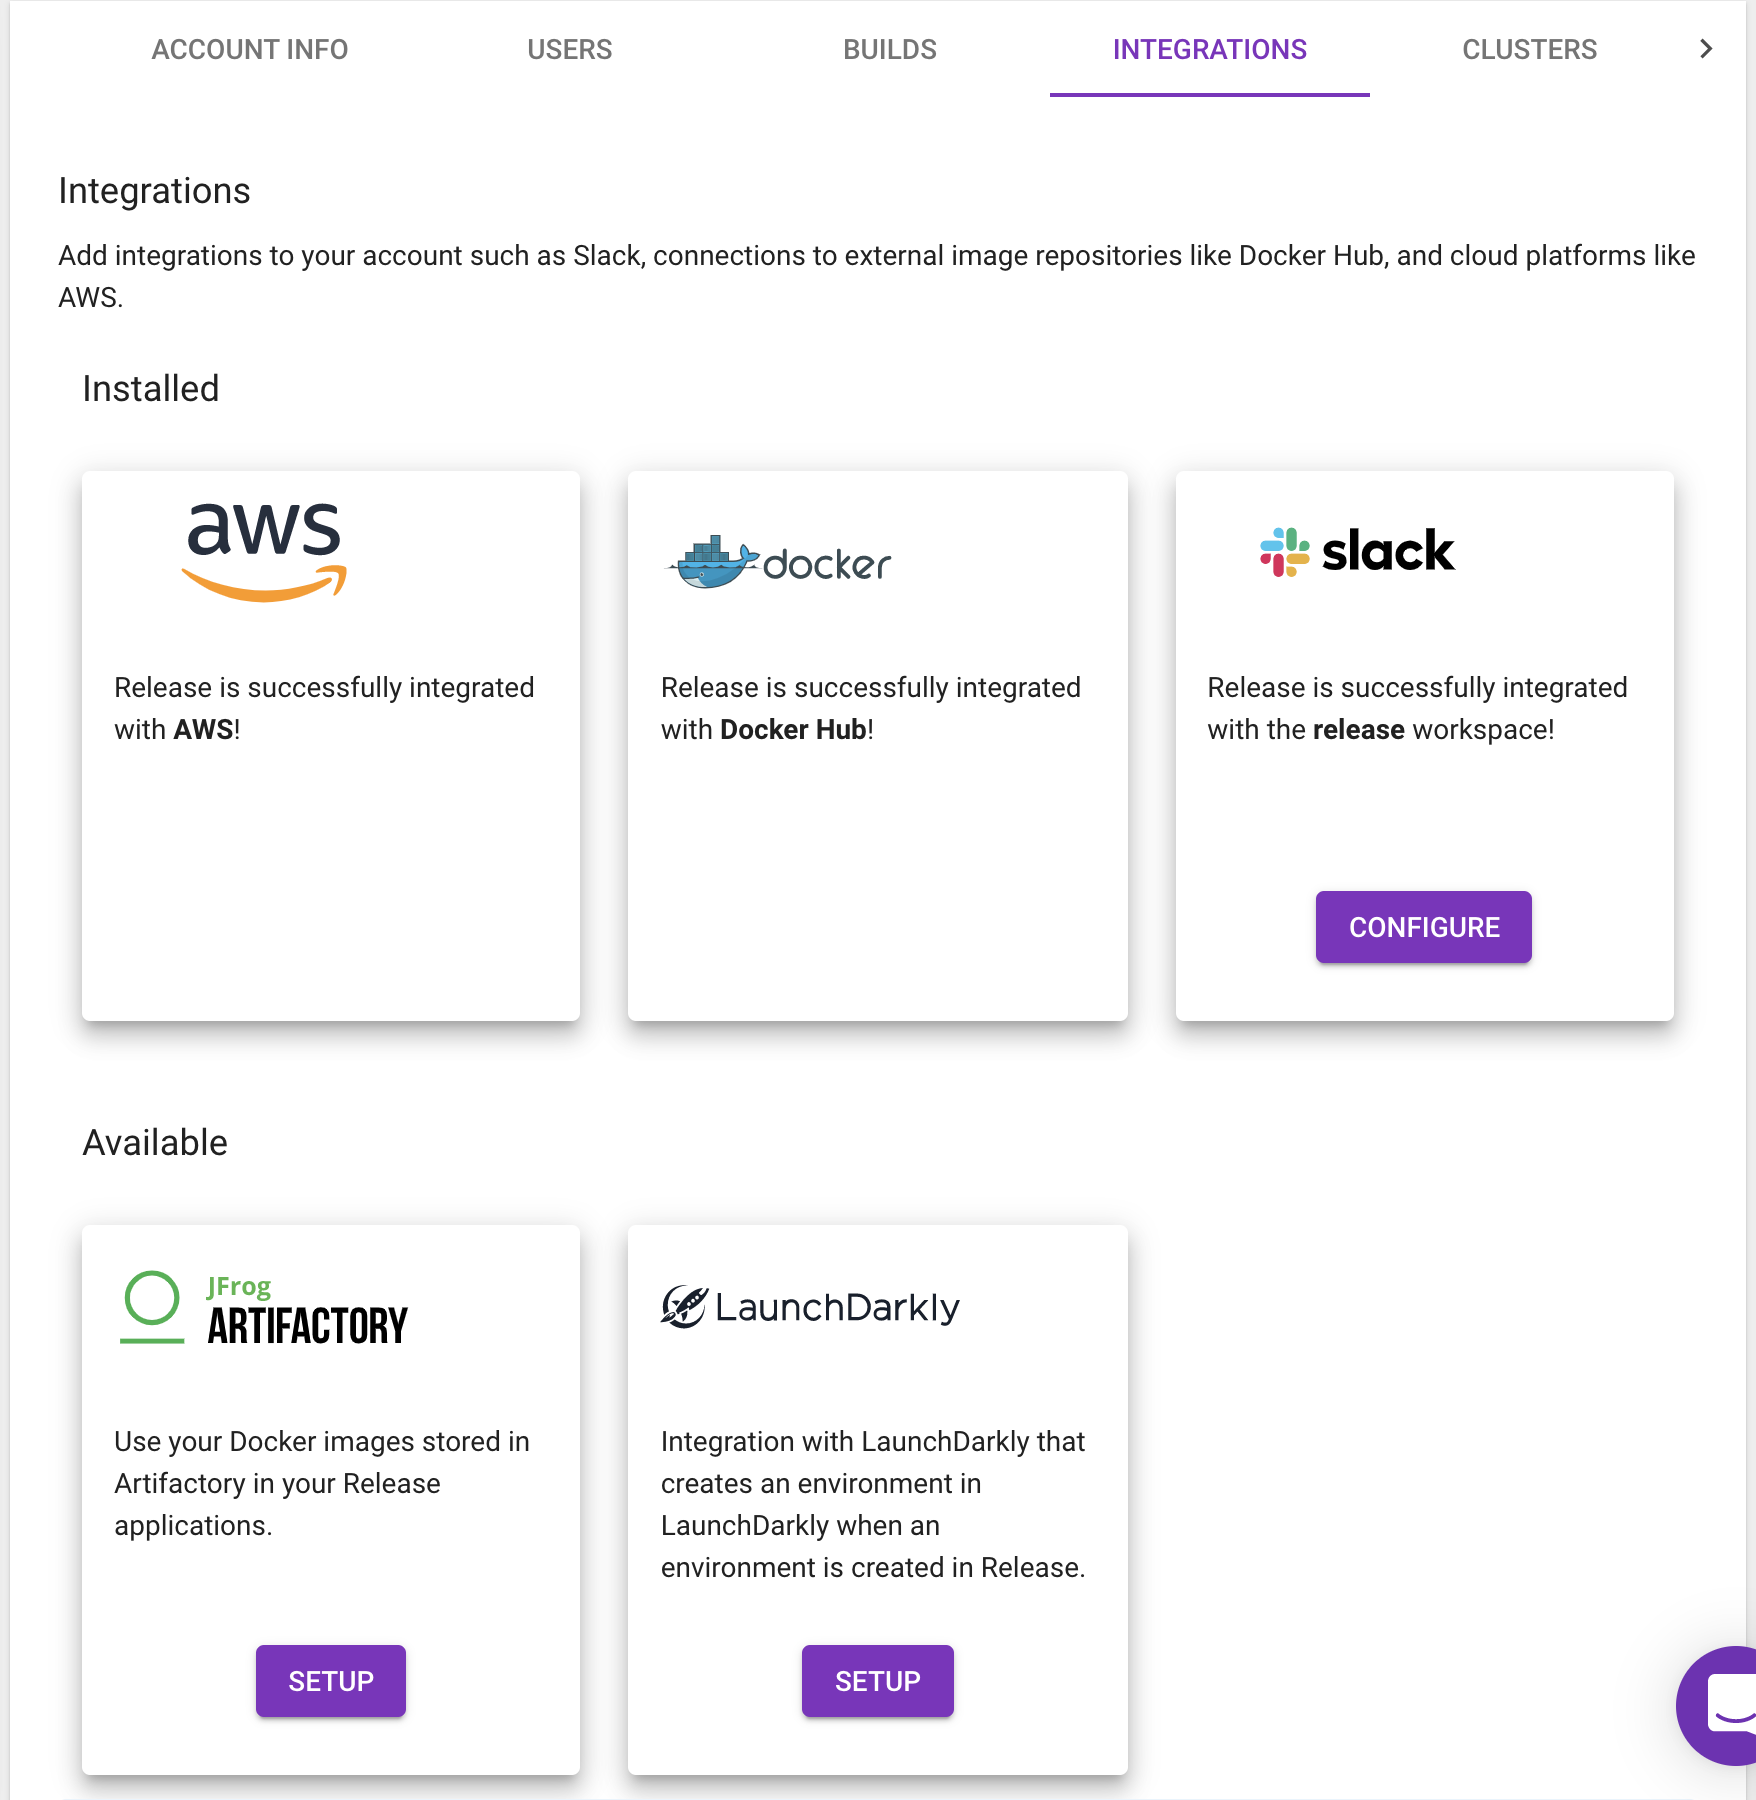 ACCOUNT INFO
USERS
BUILDS
INTEGRATIONS
CLUSTERS
Integrations
Add integrations to your account such as Slack, connections to external image repositories like Docker Hub, and cloud platforms like
AWS.
Installed
aws
Release is successfully integrated
with AWS!
docker
Release is successfully integrated
with Docker Hub!
slack
Release is successfully integrated
with the release workspace!
CONFIGURE
Available
JFrog
ARTIFACTORY
Use your Docker images stored in
Artifactory in your Release
applications.
SETUP
LaunchDarkly
Integration with LaunchDarkly that
creates an environment in
LaunchDarkly when an
environment is created in Release.
SETUP